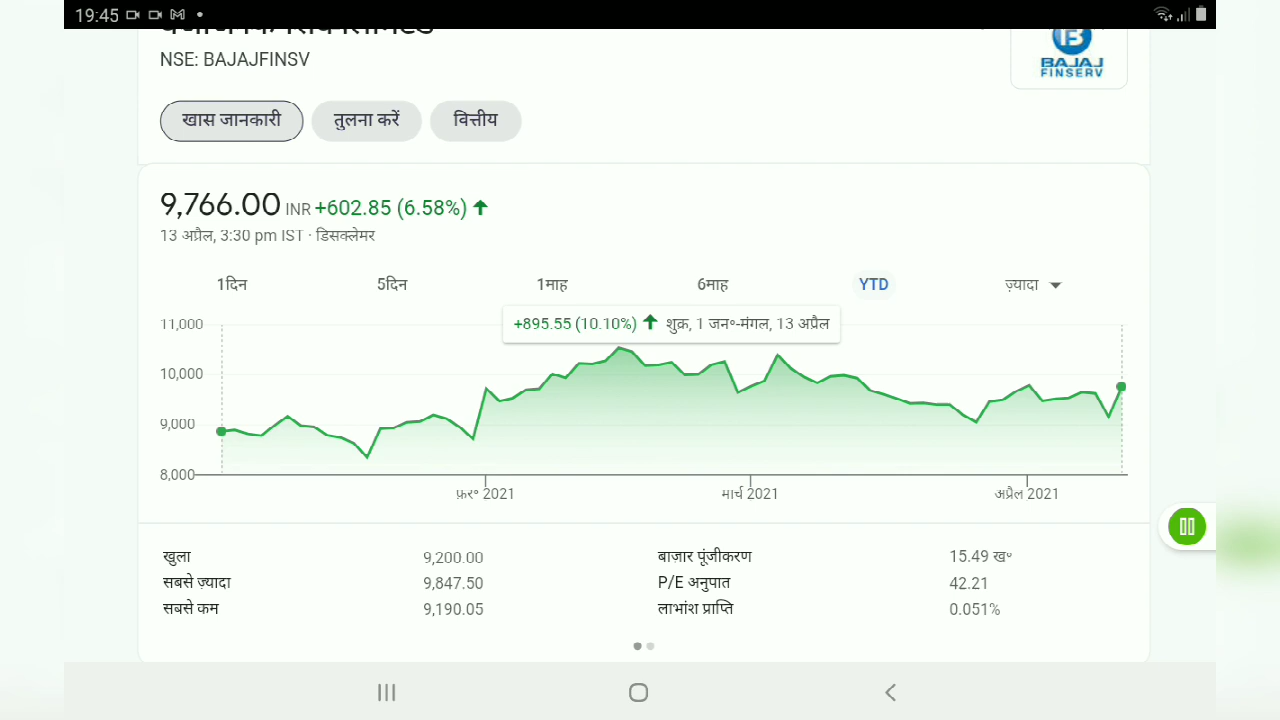 19:45
NSE: BAJAJFINSV
BAJAJ
FINSERV
खास जानकारी
तुलना करें
वित्तीय
9,766.00 INR +602.85 (6.58%)
13 अप्रैल, 3:30 pm IST · डिसक्लेमर
1दिन
5दिन
1माह
6माह
YTD
ज़्यादा
+895.55 (10.10%) शुक्र, 1 जन॰-मंगल, 13 अप्रैल
11,000
10,000
9,000
8,000
फ़र॰ 2021
मार्च 2021
अप्रैल 2021
खुला 9,200.00 बाज़ार पूंजीकरण 15.49 ख॰
सबसे ज़्यादा 9,847.50 P/E अनुपात 42.21
सबसे कम 9,190.05 लाभांश प्राप्ति 0.051%